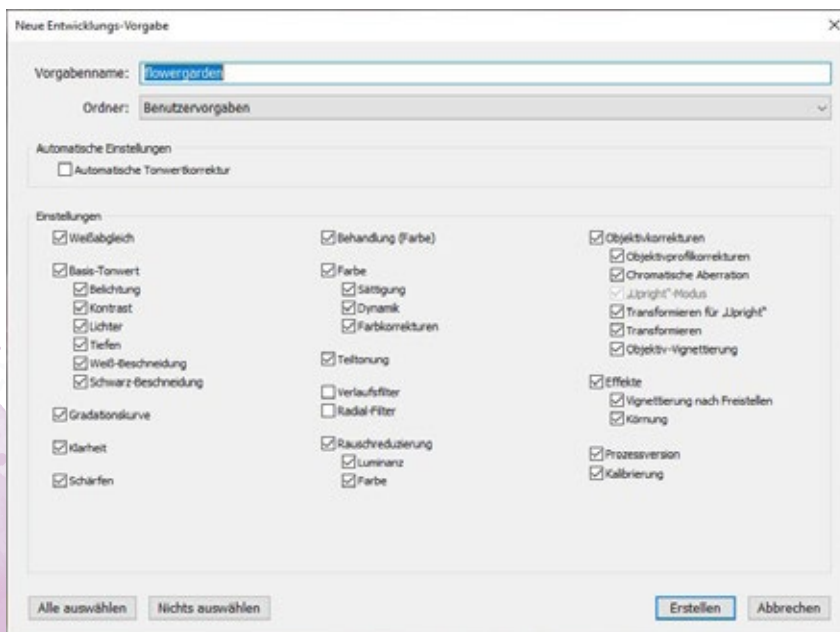 Neue Entwicklungs-Vorgabe
Vorgabenname: flowergarden
Ordner: Benutzervorgaben
Automatische Einstellungen
Automatische Tonwertkorrektur
Einstellungen
Weißabgleich
Basis-Tonwert
Belichtung
Kontrast
Lichter
Tiefen
Weiß-Beschneidung
Schwarz-Beschneidung
Gradationskurve
Klarheit
Schärfen
Behandlung (Farbe)
Farbe
Sättigung
Dynamik
Farbkorrekturen
Teiltonung
Verlaufsfilter
Radial-Filter
Rauschreduzierung
Luminanz
Farbe
Objektivkorrekturen
Objektivprofilkorrekturen
Chromatische Aberration
„Upright"-Modus
Transformieren für „Upright"
Transformieren
Objektiv-Vignettierung
Effekte
Vignettierung nach Freistellen
Körnung
Prozessversion
Kalibrierung
Alle auswählen Nichts auswählen Erstellen Abbrechen